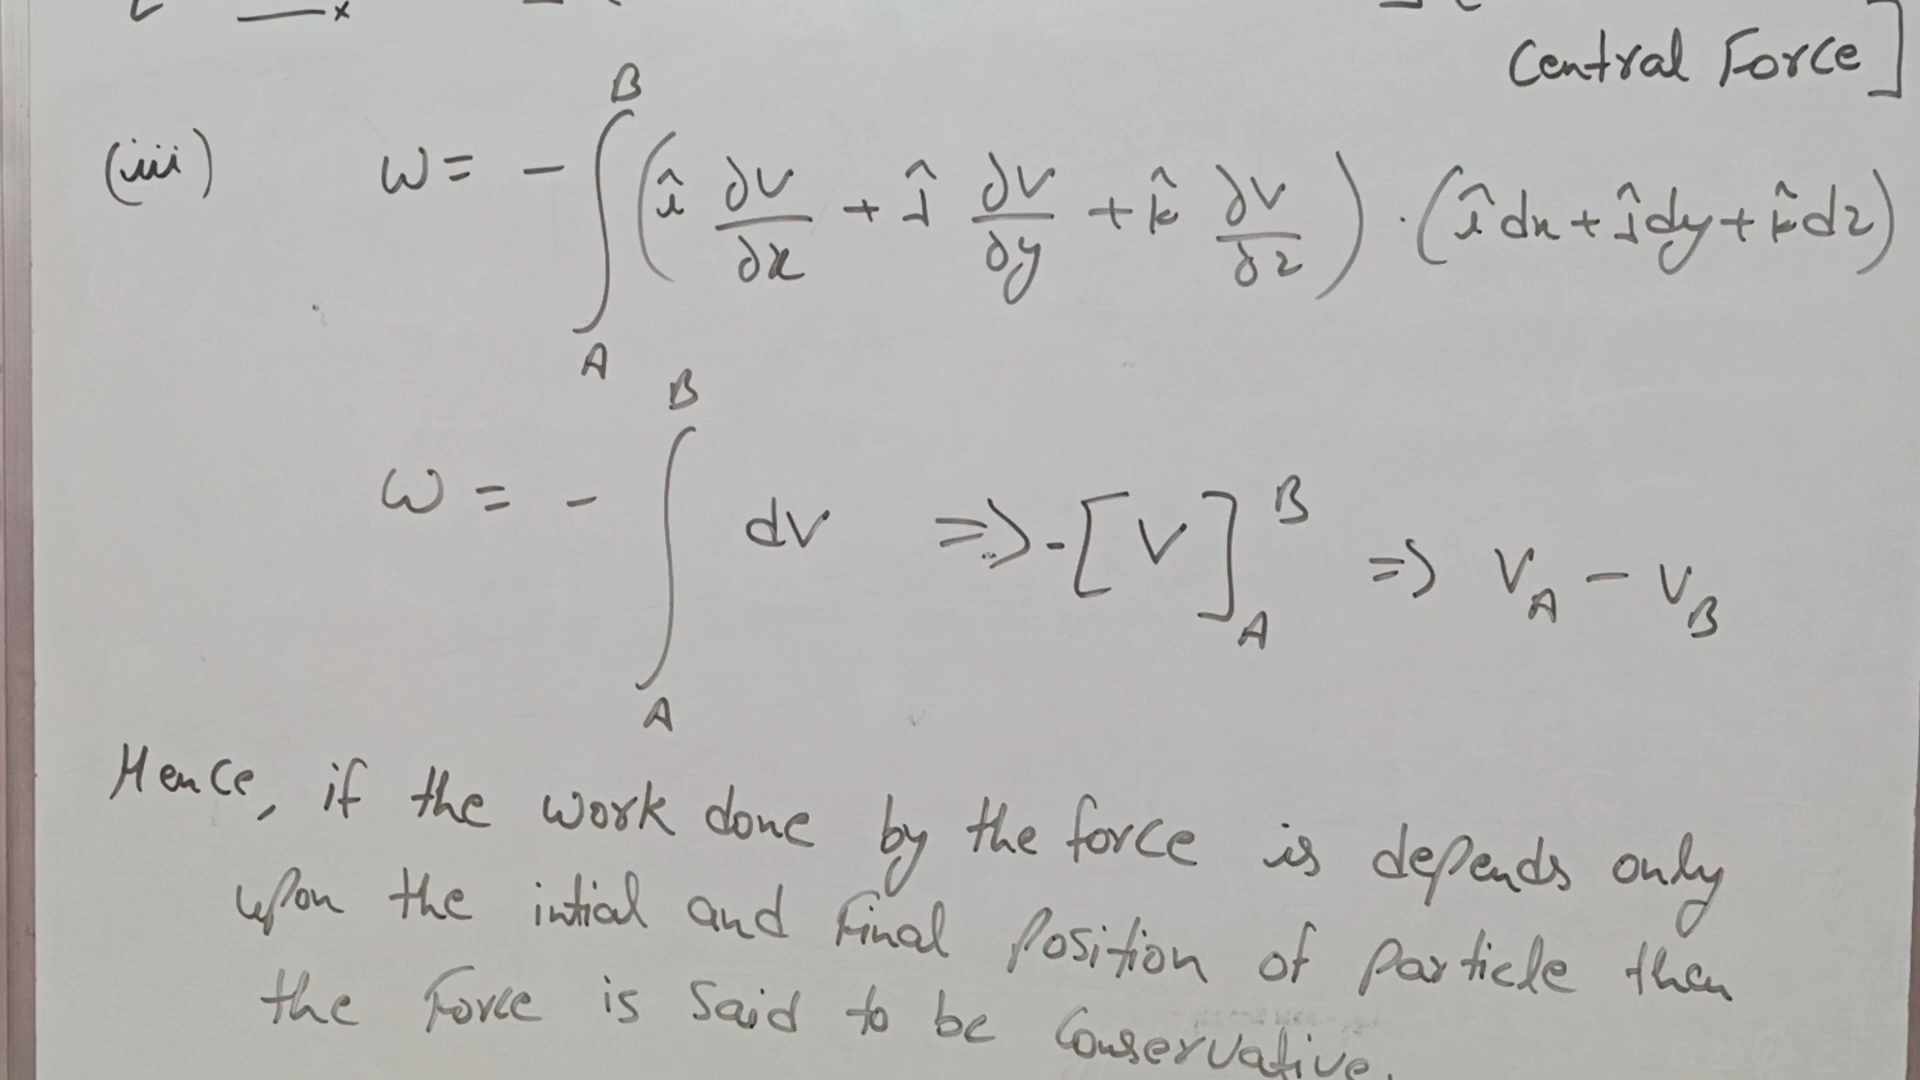 Central Force]
(iii) W = - ∫_A^B (î ∂V/∂x + ĵ ∂V/∂y + k̂ ∂V/∂z) · (î dx + ĵ dy + k̂ dz)
W = - ∫_A^B dV => - [V]_A^B => V_A - V_B
Hence, if the work done by the force is depends only
upon the intial and Final Position of Particle then
the Force is Said to be Conservative.